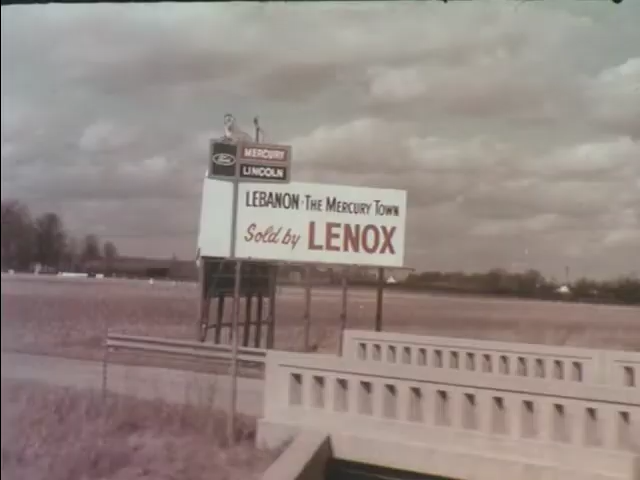 Ford
MERCURY
LINCOLN
LEBANON-THE MERCURY TOWN
Sold by LENOX